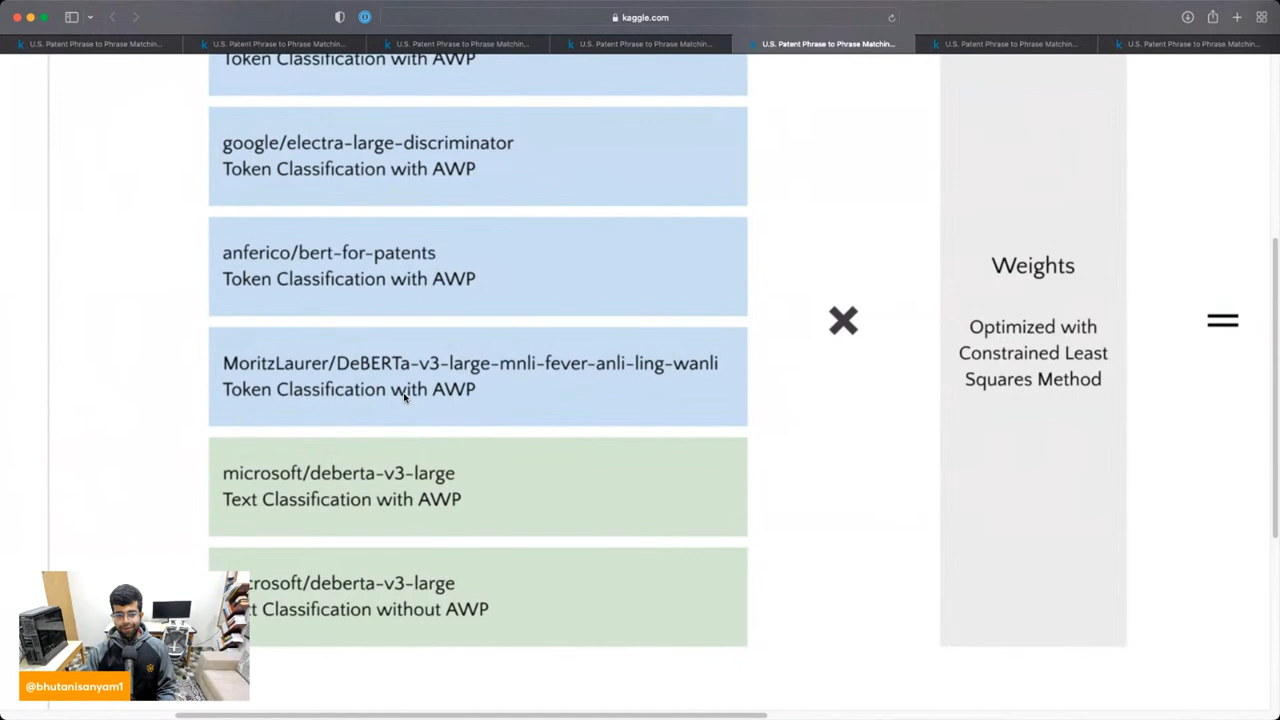 kaggle.com
U.S. Patent Phrase to Phrase Matchin...
U.S. Patent Phrase to Phrase Matchin...
U.S. Patent Phrase to Phrase Matchin...
U.S. Patent Phrase to Phrase Matchin...
U.S. Patent Phrase to Phrase Matchin...
U.S. Patent Phrase to Phrase Matchin...
U.S. Patent Phrase to Phrase Matchin...
Token Classification with AWP
google/electra-large-discriminator
Token Classification with AWP
anferico/bert-for-patents
Token Classification with AWP
MoritzLaurer/DeBERTa-v3-large-mnli-fever-anli-ling-wanli
Token Classification with AWP
microsoft/deberta-v3-large
Text Classification with AWP
crosoft/deberta-v3-large
t Classification without AWP
Weights
Optimized with
Constrained Least
Squares Method
=
@bhutanisanyam1